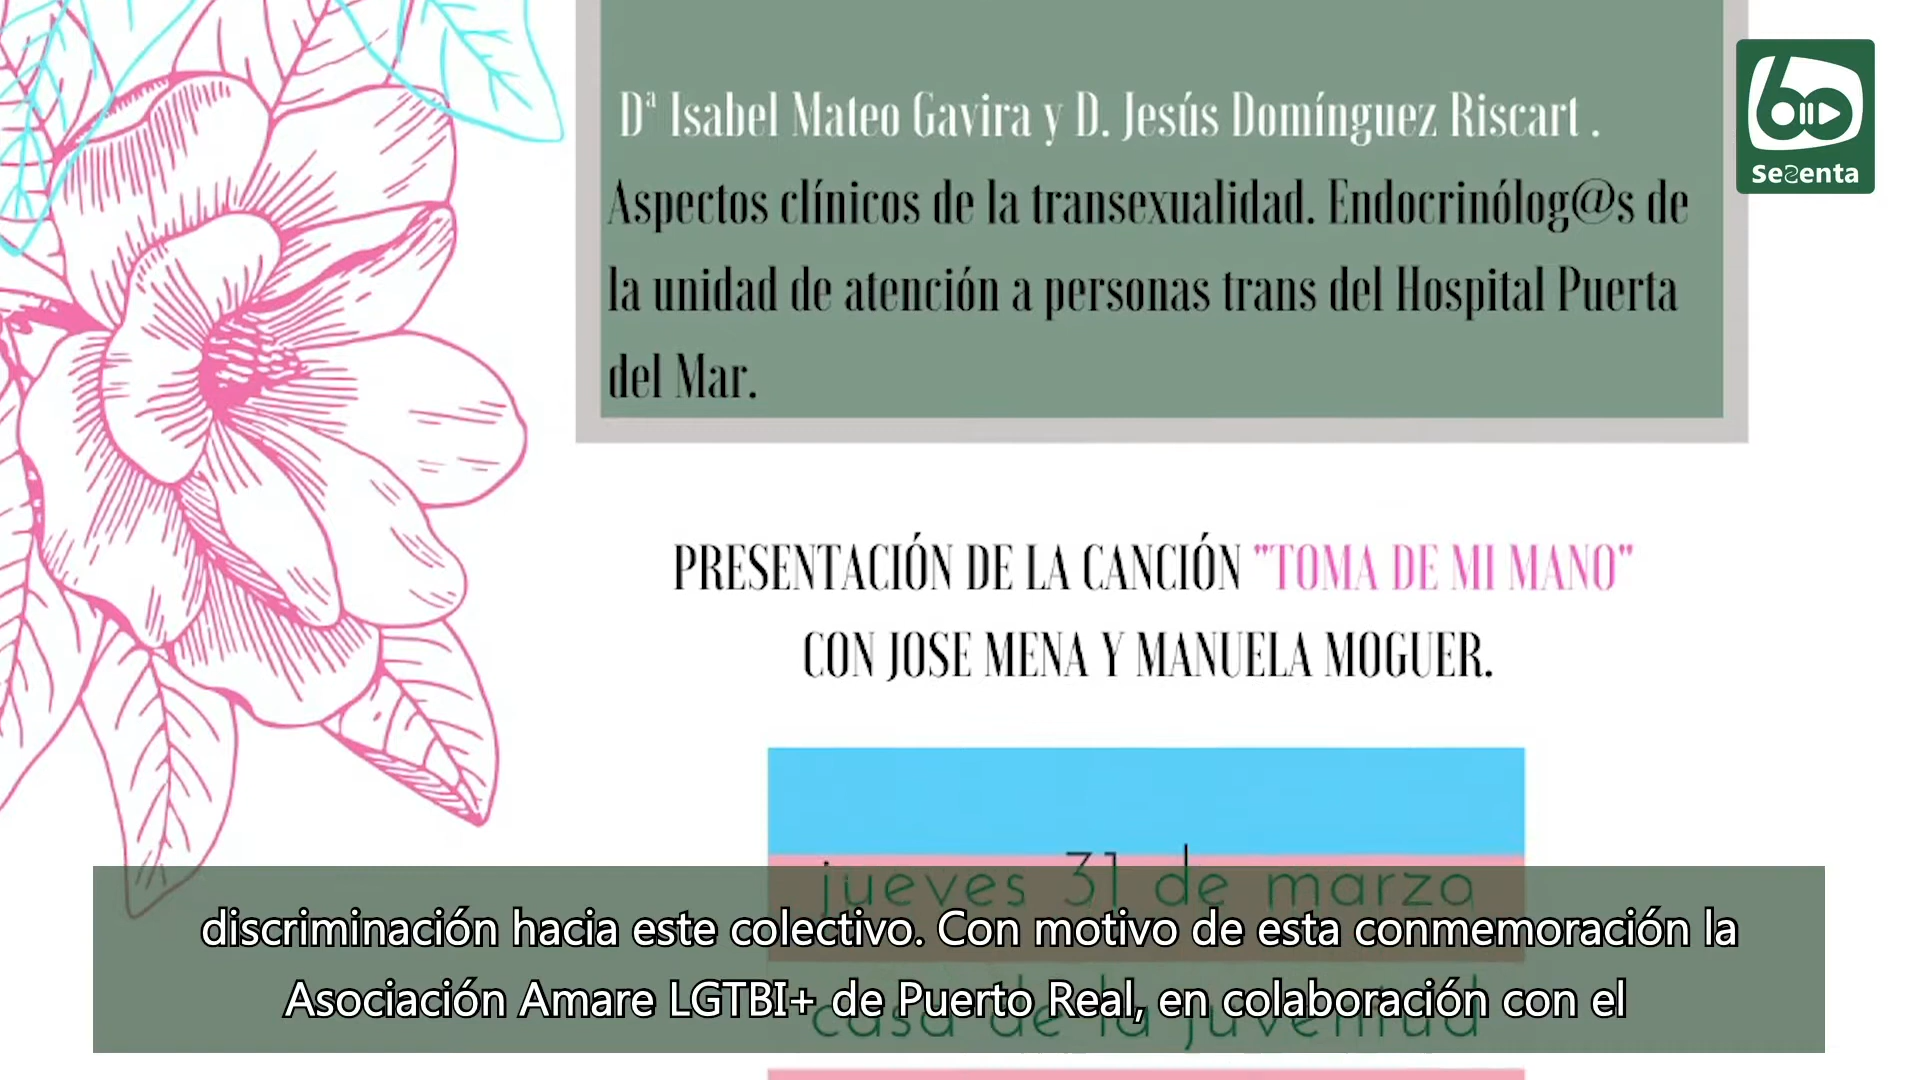 Dª Isabel Mateo Gavira y D. Jesús Domínguez Riscart .
Aspectos clínicos de la transexualidad. Endocrinólog@s de
la unidad de atención a personas trans del Hospital Puerta
del Mar.
SeSenta
PRESENTACIÓN DE LA CANCIÓN "TOMA DE MI MANO"
CON JOSE MENA Y MANUELA MOGUER.
jueves 31 de marzo
casa de la juventud
discriminación hacia este colectivo. Con motivo de esta conmemoración la
Asociación Amare LGTBI+ de Puerto Real, en colaboración con el